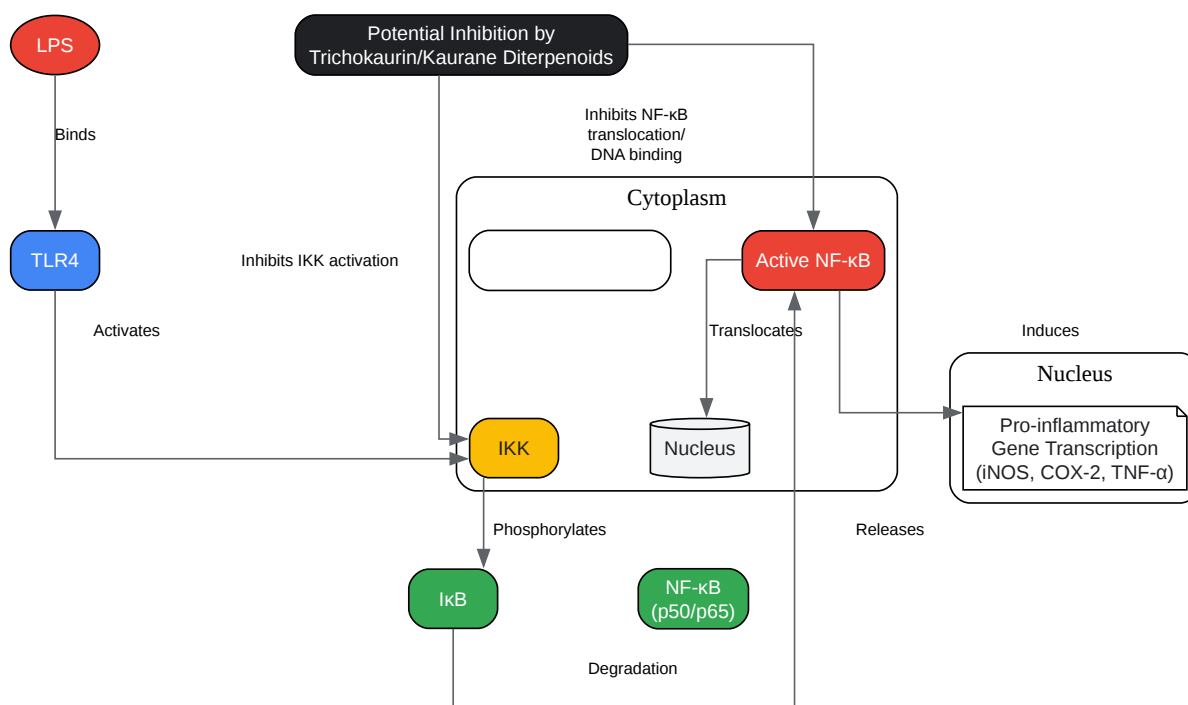 LPS
Potential Inhibition by
Trichokaurin/Kaurane Diterpenoids
Binds
Inhibits NF-κB
translocation/
DNA binding
Cytoplasm
TLR4
Inhibits IKK activation
Active NF-κB
Activates
Translocates
Induces
Nucleus
IKK
Nucleus
Pro-inflammatory
Gene Transcription
(iNOS, COX-2, TNF-α)
Phosphorylates
Releases
IκB
NF-κB
(p50/p65)
Degradation